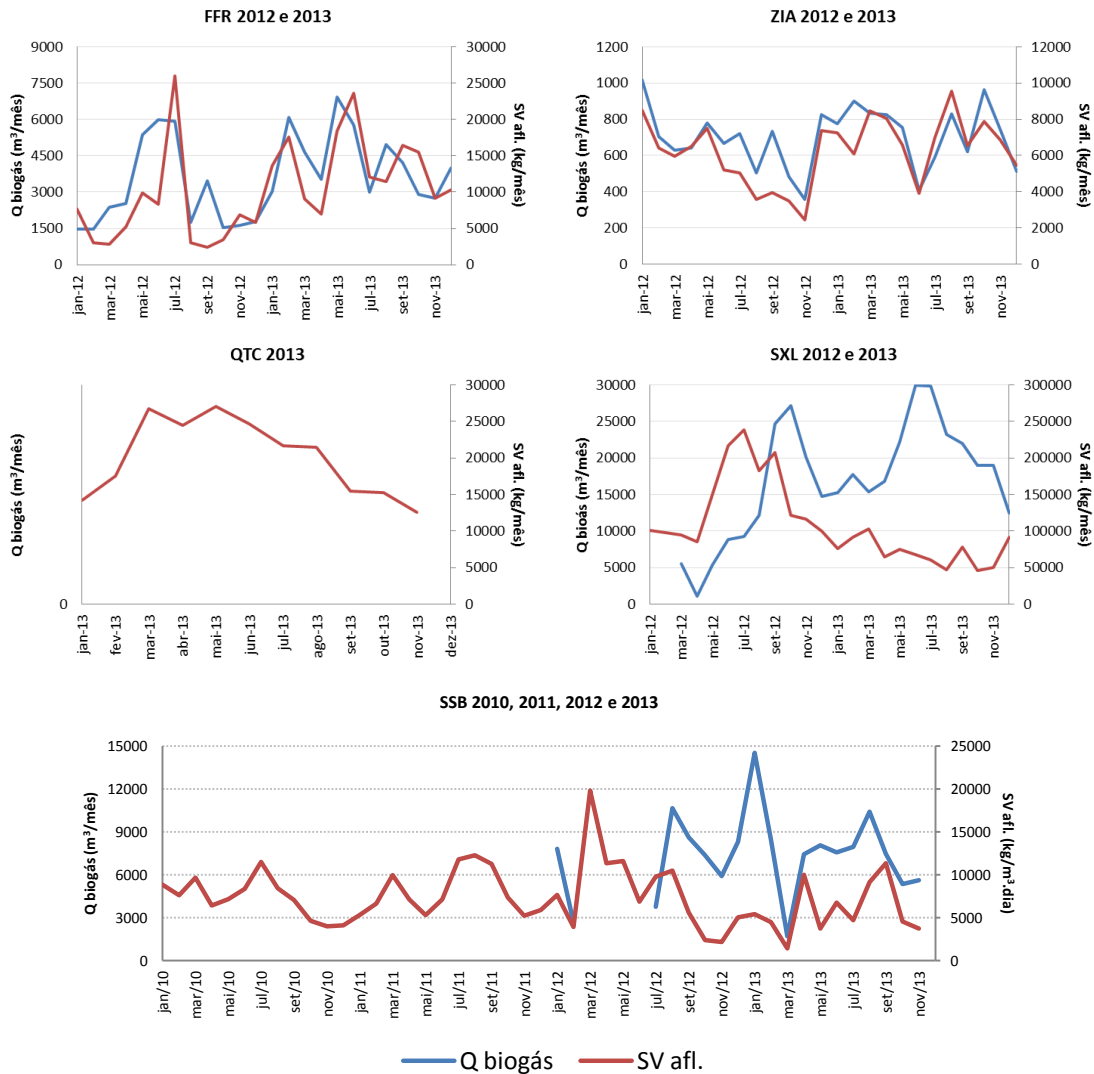 FFR 2012 e 2013
9000
7500
6000
4500
3000
1500
0
Q biogás (m³/mês)
30000
25000
20000
15000
10000
5000
0
SV afl. (kg/mês)
jan-12
mar-12
mai-12
jul-12
set-12
nov-12
jan-13
mar-13
mai-13
jul-13
set-13
nov-13
ZIA 2012 e 2013
1200
1000
800
600
400
200
0
Q biogás (m³/mês)
12000
10000
8000
6000
4000
2000
0
SV afl. (kg/mês)
jan-12
mar-12
mai-12
jul-12
set-12
nov-12
jan-13
mar-13
mai-13
jul-13
set-13
nov-13
QTC 2013
0
Q biogás (m³/mês)
30000
25000
20000
15000
10000
5000
0
SV afl. (kg/mês)
jan-13
fev-13
mar-13
abr-13
mai-13
jun-13
jul-13
ago-13
set-13
out-13
nov-13
dez-13
SXL 2012 e 2013
30000
25000
20000
15000
10000
5000
0
Q bioás (m³/mês)
300000
250000
200000
150000
100000
50000
0
SV afl. (kg/mês)
jan-12
mar-12
mai-12
jul-12
set-12
nov-12
jan-13
mar-13
mai-13
jul-13
set-13
nov-13
SSB 2010, 2011, 2012 e 2013
15000
12000
9000
6000
3000
0
Q biogás (m³/mês)
25000
20000
15000
10000
5000
0
SV afl. (kg/m³.dia)
jan/10
mar/10
mai/10
jul/10
set/10
nov/10
jan/11
mar/11
mai/11
jul/11
set/11
nov/11
jan/12
mar/12
mai/12
jul/12
set/12
nov/12
jan/13
mar/13
mai/13
jul/13
set/13
nov/13
Q biogás
SV afl.